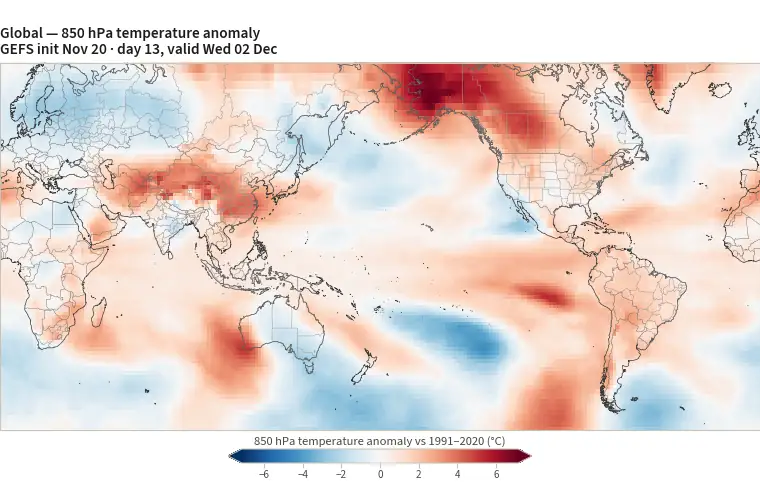 Global — 850 hPa temperature anomaly
GEFS init Nov 20 · day 13, valid Wed 02 Dec
850 hPa temperature anomaly vs 1991–2020 (°C)
−6 −4 −2 0 2 4 6